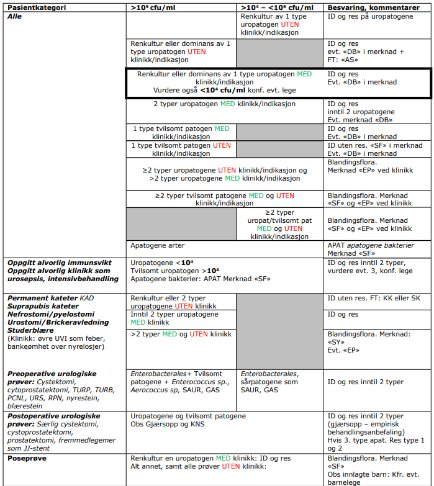 Pasientkategori >10⁵ cfu/ml >10⁴ – <10⁵ cfu/ml Besvaring, kommentarer
Alle
Renkultur av 1 type
uropatogen UTEN
klinikk/indikasjon
ID og res på uropatogene
Renkultur eller dominans av 1
type uropatogen UTEN
klinikk/indikasjon
ID og res
evt. «DB» i merknad +
FT: «AS»
Renkultur eller dominans av 1 type uropatogen MED
klinikk/indikasjon
Vurdere også <10⁴ cfu/ml konf. evt. lege
ID og res
Evt. «DB» i merknad
2 typer uropatogen MED klinikk/indikasjon
ID og res
inntil 2 uropatogene
Evt. merknad «DB»
1 type tvilsomt patogen MED
klinikk/indikasjon
ID og res
Evt. «DB» i merknad
1 type tvilsomt patogen UTEN
klinikk/indikasjon
ID uten res. «SF» i merknad
Evt. «DB» i merknad
≥2 typer uropatogene UTEN klinikk/indikasjon og
>2 typer uropatogene MED klinikk/indikasjon
Blandingsflora.
Merknad «EP» ved klinikk
≥2 typer tvilsomt patogene MED og UTEN
klinikk/indikasjon
Blandingsflora. Merknad
«SF» og «EP» ved klinikk
≥2 typer
uropat/tvilsomt pat
MED og UTEN
klinikk/indikasjon
Blandingsflora. Merknad
«SF» og «EP» ved klinikk
Apatogene arter
APAT apatogene bakterier
Merknad «SF»
Oppgitt alvorlig immunsvikt
Oppgitt alvorlig klinikk som
urosepsis, intensivbehandling
Uropatogen <10⁴
Tvilsomt uropatogen >10⁴
Apatogene bakterier: APAT Merknad «SF»
ID og res inntil 2 typer,
vurdere evt. 3, konf. lege
Permanent kateter KAD
Suprapubis kateter
Nefrostomi/pyelostomi
Urostomi/Brickeravledning
Studerblære
(Klinikk: øvre UVI som feber,
bankeømhet over nyrelosjer)
Renkultur eller 2 typer
uropatogene UTEN klinikk
ID uten res. FT: KK eller SK
Inntil 2 typer uropatogene
MED klinikk
ID og res
>2 typer MED og UTEN klinikk
Blandingsflora. Merknad:
«SY»
Evt. «EP»
Preoperative urologiske
prøver: Cystektomi,
cytoprostatektomi, TURP, TURB,
PCNL, URS, RPN, nyrestein,
blærestein
Enterobacterales+ Tvilsomt
patogene + Enterococcus sp.,
Aerococcus sp, SAUR, GAS
Enterobacterales,
sårpatogene som
SAUR, GAS
ID og res inntil 2 typer
Postoperative urologiske
prøver: Særlig cystektomi,
cystoprostatektomi,
prostatektomi, fremmedlegemer
som JJ-stent
Uropatogene og tvilsomt patogene
Obs Gjærsopp og KNS
ID og res inntil 2 typer
(gjærsopp – empirisk
behandlingsanbefaling)
Hvis 3. type apat. Res type 1
og 2
Poseprøve
Renkultur av en uropatogen MED klinikk: ID og res
Alt annet, samt alle prøver UTEN klinikk:
Blandingsflora. Merknad
«SF»
Obs innlagte barn: Kfr. evt.
barnelege